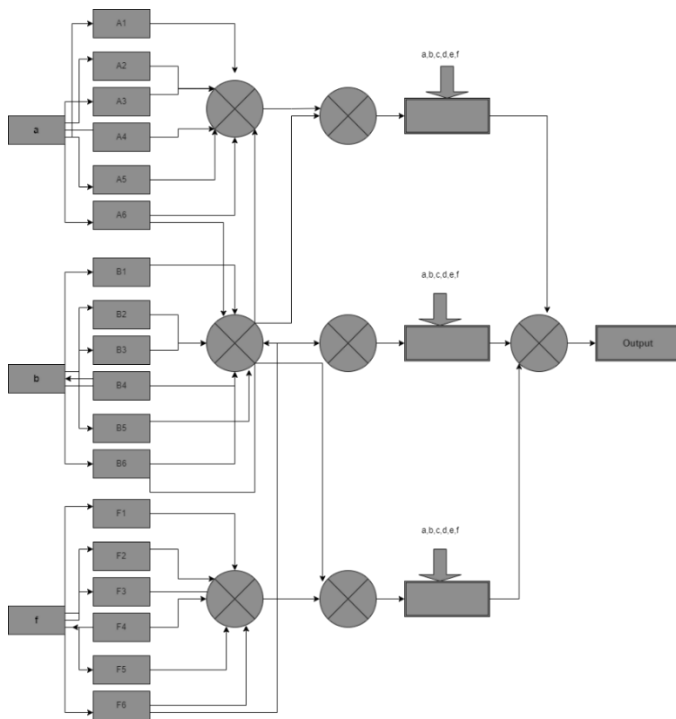 A1
a,b,c,d,e,f
A2
A3
a
A4
A5
A6
B1
a,b,c,d,e,f
B2
B3
Output
b
B4
B5
B6
F1
a,b,c,d,e,f
F2
F3
f
F4
F5
F6